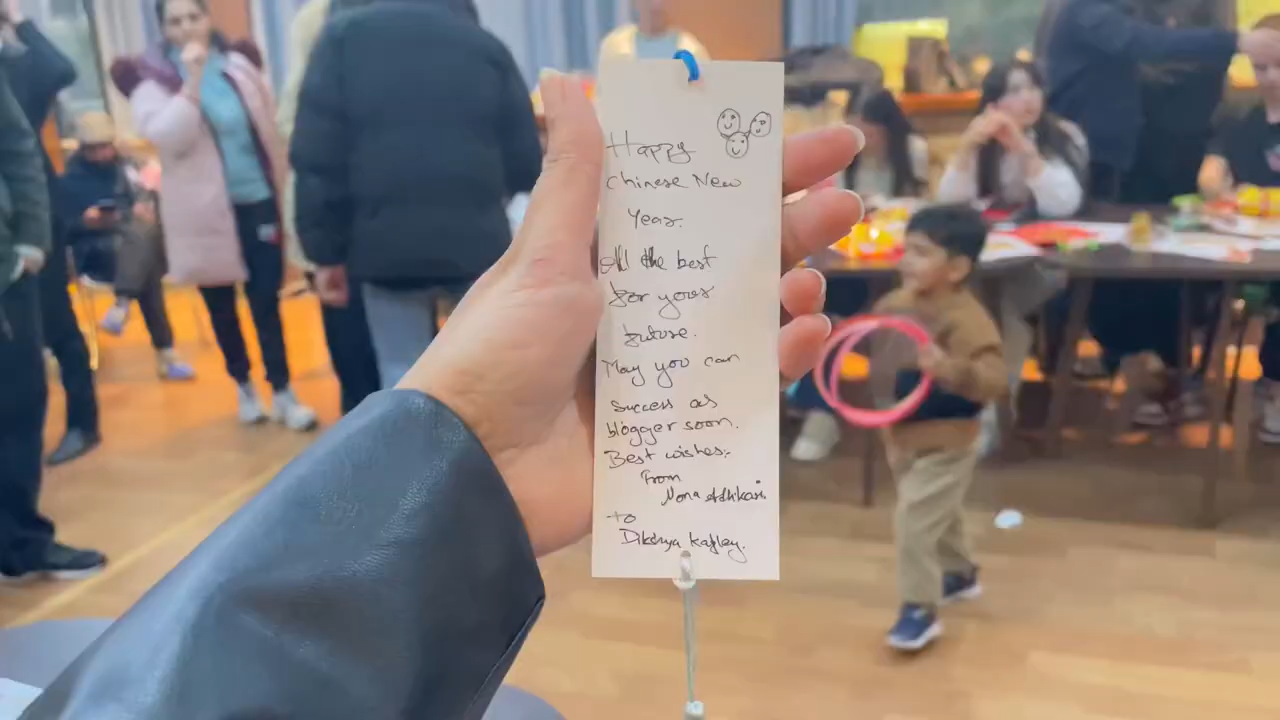 Happy
Chinese New
Year.
All the best
for your
future.
May you can
success as
blogger soon.
Best wishes:
From
Mona Adhikari
to
Dikshya Kafley.